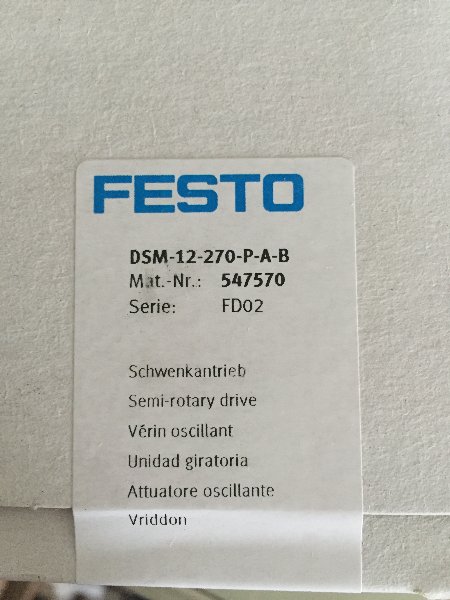 FESTO
DSM-12-270-P-A-B
Mat.-Nr.: 547570
Serie: FD02
Schwenkantrieb
Semi-rotary drive
Vérin oscillant
Unidad giratoria
Attuatore oscillante
Vriddon